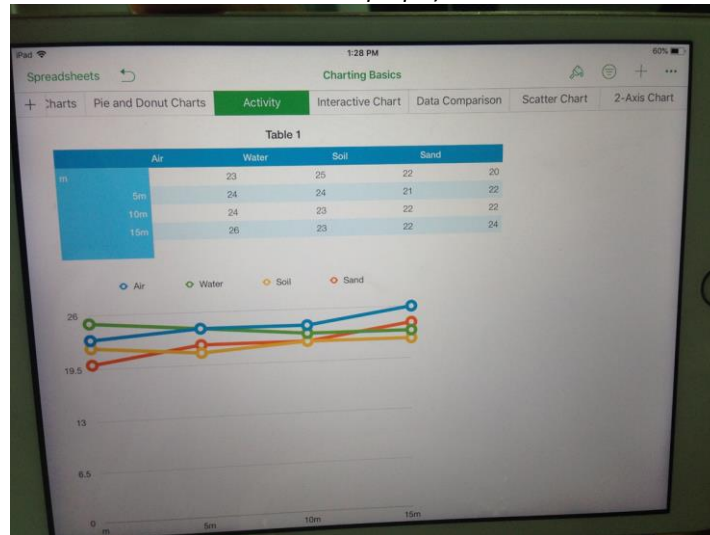 iPad 1:28 PM 60%
Spreadsheets Charting Basics
+ Charts Pie and Donut Charts Activity Interactive Chart Data Comparison Scatter Chart 2-Axis Chart
Table 1
Air Water Soil Sand
m 23 25 22 20
5m 24 24 21 22
10m 24 23 22 22
15m 26 23 22 24
Air Water Soil Sand
26
19.5
13
6.5
0
m 5m 10m 15m